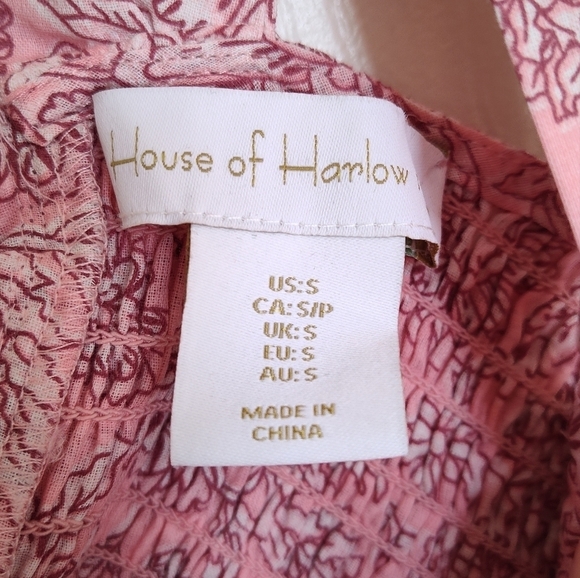 House of Harlow
US:S
CA:S/P
UK:S
EU:S
AU:S
MADE IN
CHINA